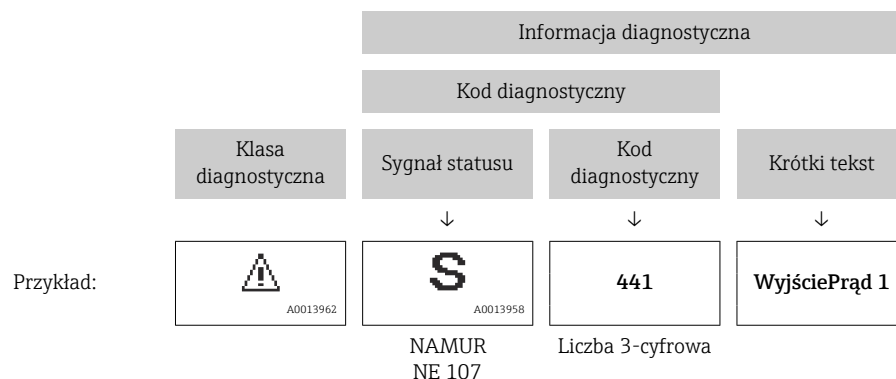 Informacja diagnostyczna
Kod diagnostyczny
Klasa
diagnostyczna
Sygnał statusu
Kod
diagnostyczny
Krótki tekst
↓ ↓ ↓
Przykład:
A0013962
S
A0013958
441
WyjściePrąd 1
NAMUR
NE 107
Liczba 3-cyfrowa